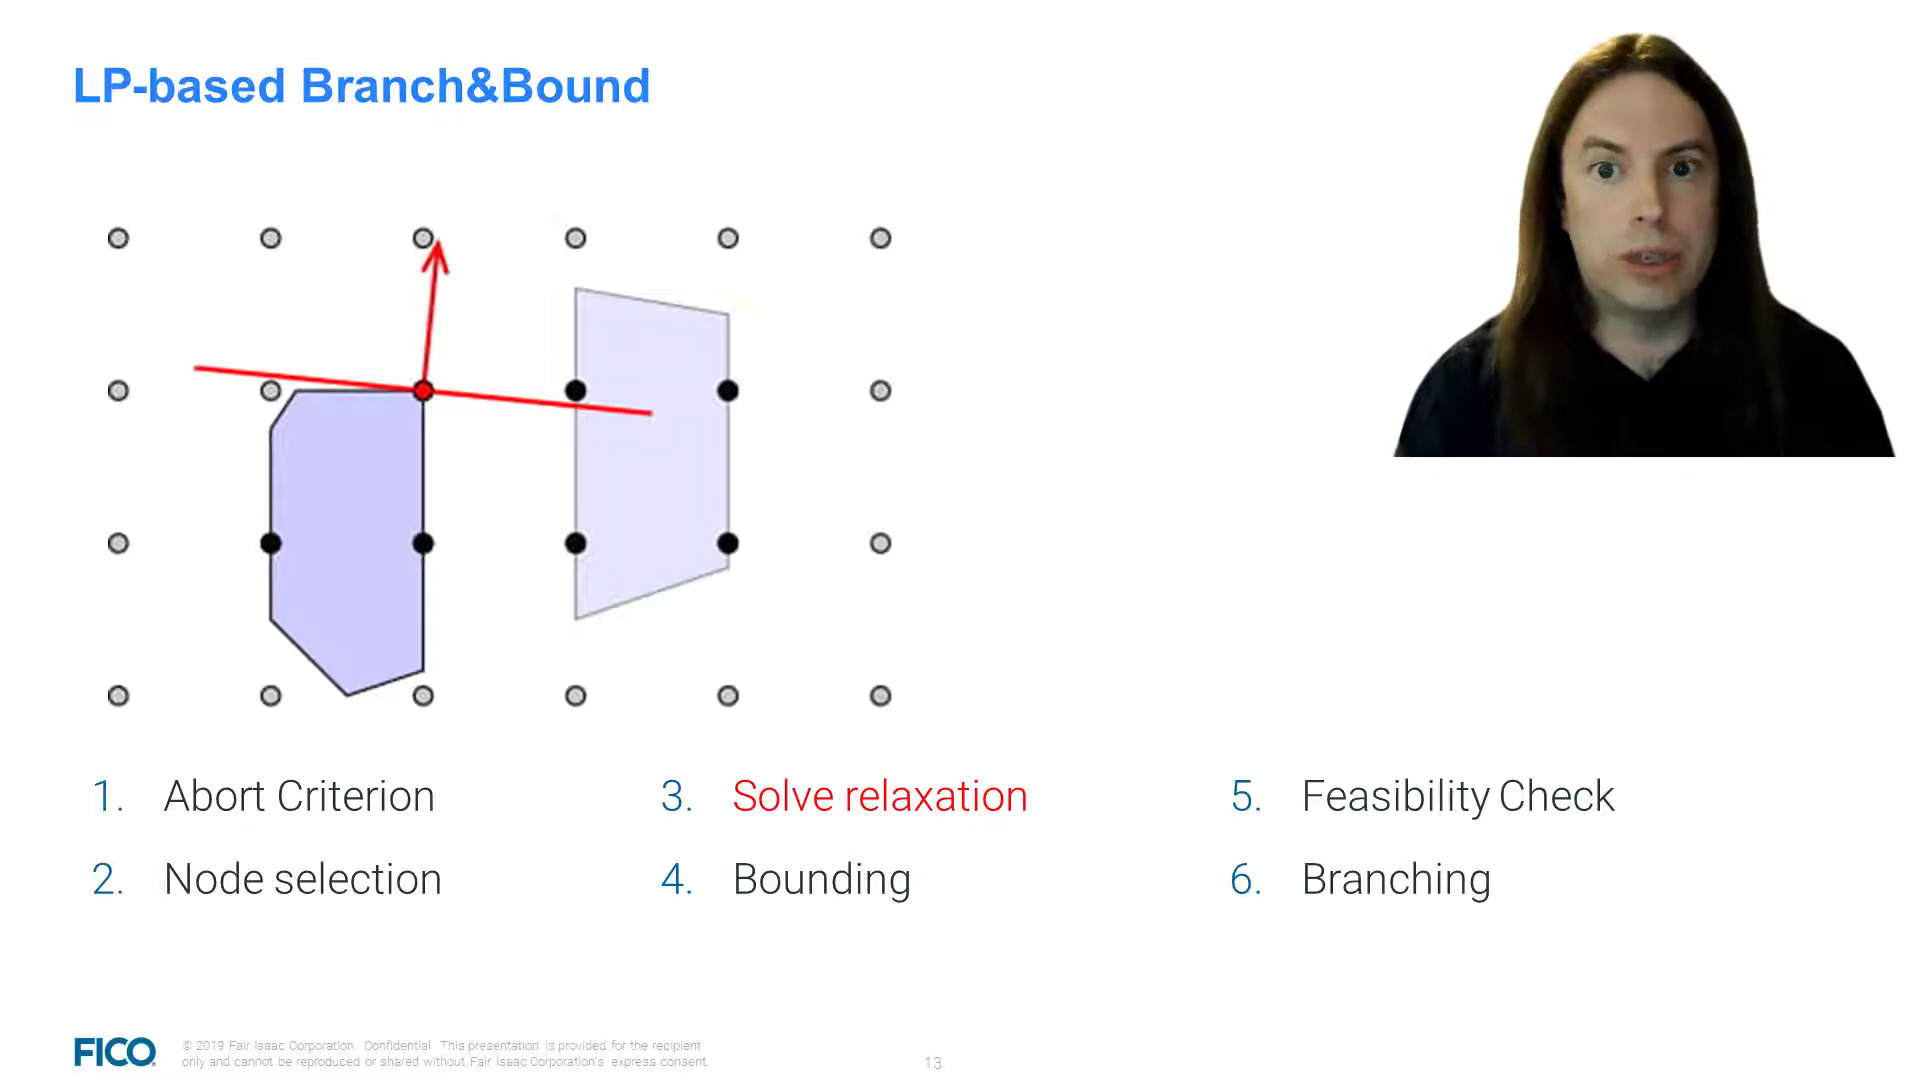 LP-based Branch&Bound
1. Abort Criterion
2. Node selection
3. Solve relaxation
4. Bounding
5. Feasibility Check
6. Branching
FICO
© 2019 Fair Isaac Corporation. Confidential. This presentation is provided for the recipient
only and cannot be reproduced or shared without Fair Isaac Corporation's express consent.
13